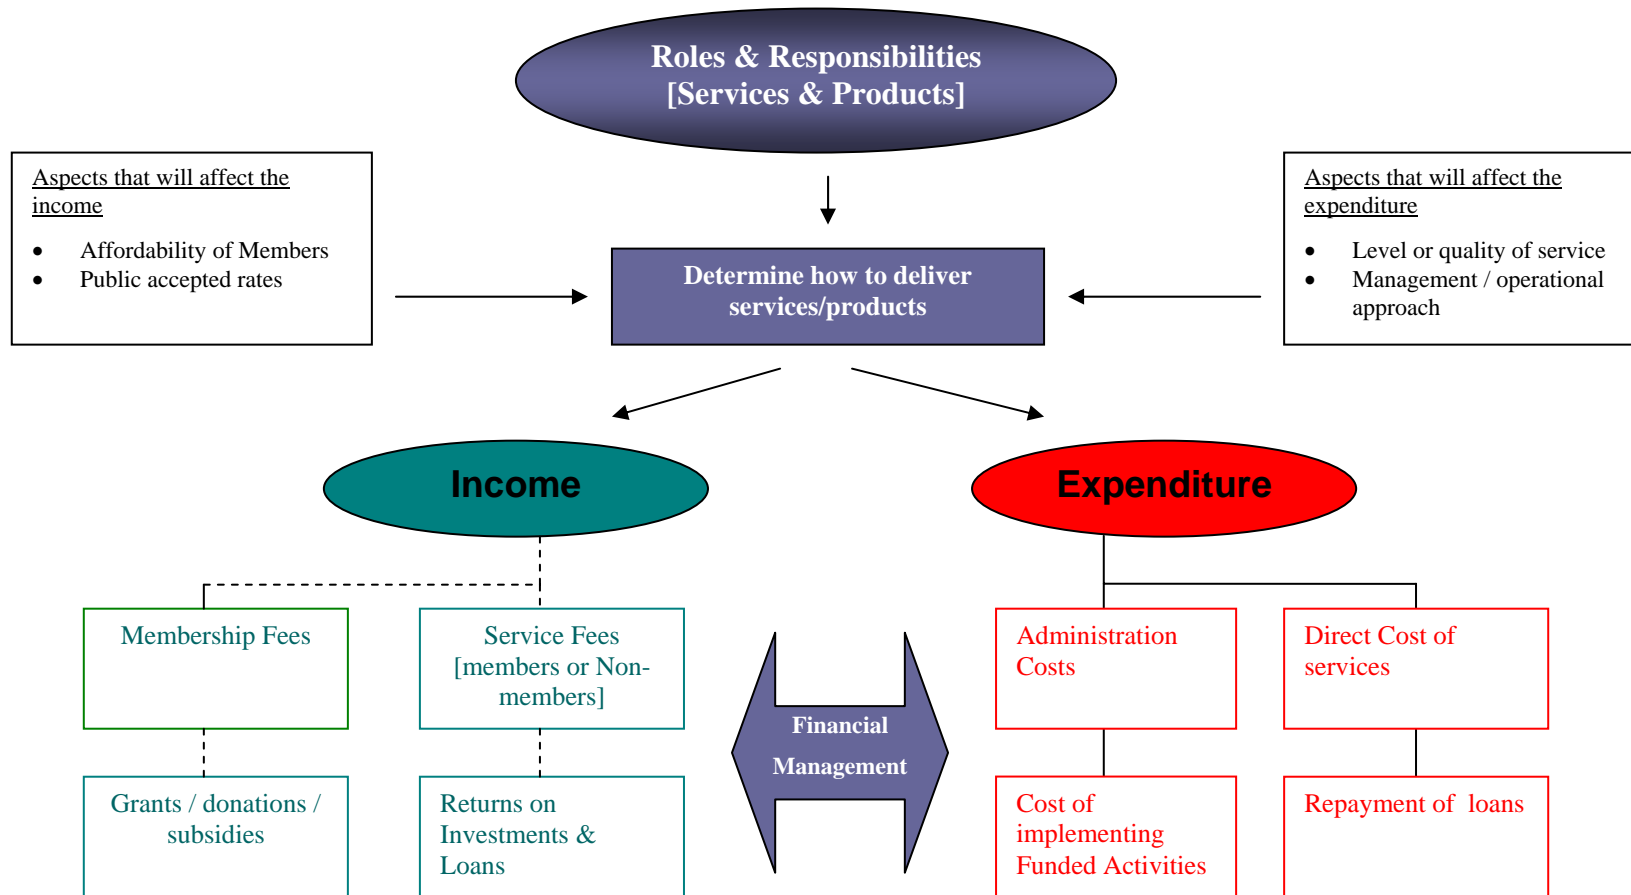 Roles & Responsibilities
[Services & Products]
Aspects that will affect the
income
• Affordability of Members
• Public accepted rates
Determine how to deliver
services/products
Aspects that will affect the
expenditure
• Level or quality of service
• Management / operational
approach
Income
Expenditure
Membership Fees
Service Fees
[members or Non-
members]
Financial
Management
Administration
Costs
Direct Cost of
services
Grants / donations /
subsidies
Returns on
Investments &
Loans
Cost of
implementing
Funded Activities
Repayment of loans